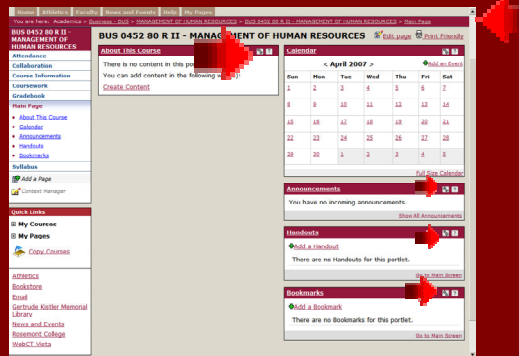 Home Athletics Faculty News and Events Help My Pages
You are here: Academics > Business - BUS > MANAGEMENT OF HUMAN RESOURCES > BUS 0452 80 R II - MANAGEMENT OF HUMAN RESOURCES > Main Page
BUS 0452 80 R II -
MANAGEMENT OF
HUMAN RESOURCES
Attendance
Collaboration
Course Information
Coursework
Gradebook
Main Page
About This Course
Calendar
Announcements
Handouts
Bookmarks
Syllabus
Add a Page
Context Manager
Quick Links
My Courses
My Pages
Copy Courses
Athletics
Bookstore
Email
Gertrude Kistler Memorial
Library
News and Events
Rosemont College
WebCT Vista
BUS 0452 80 R II - MANAGEMENT OF HUMAN RESOURCES Edit page Print Friendly
About This Course
There is no content in this po
You can add content in the following w
Create Content
Calendar
< April 2007 >
Add an Event
Sun Mon Tue Wed Thu Fri Sat
1 2 3 4 5 6 7
8 9 10 11 12 13 14
15 16 17 18 19 20 21
22 23 24 25 26 27 28
29 30 1 2 3 4 5
Full Size Calendar
Announcements
You have no incoming announcements.
Show All Announcements
Handouts
Add a Handout
There are no Handouts for this portlet.
Go to Main Screen
Bookmarks
Add a Bookmark
There are no Bookmarks for this portlet.
Go to Main Screen